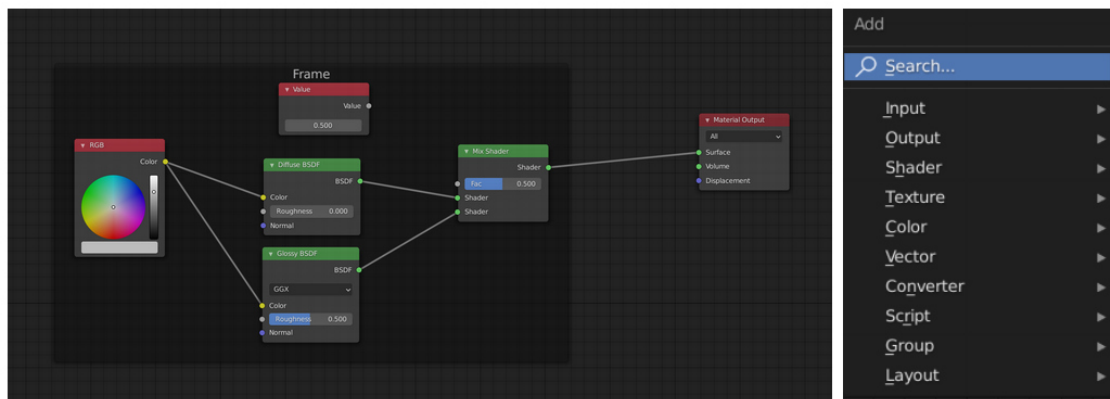 Frame
Value
Value
0.500
RGB
Color
Diffuse BSDF
BSDF
Color
Roughness 0.000
Normal
Glossy BSDF
BSDF
GGX
Color
Roughness 0.500
Normal
Mix Shader
Shader
Fac 0.500
Shader
Shader
Material Output
All
Surface
Volume
Displacement
Add
Search...
Input
Output
Shader
Texture
Color
Vector
Converter
Script
Group
Layout